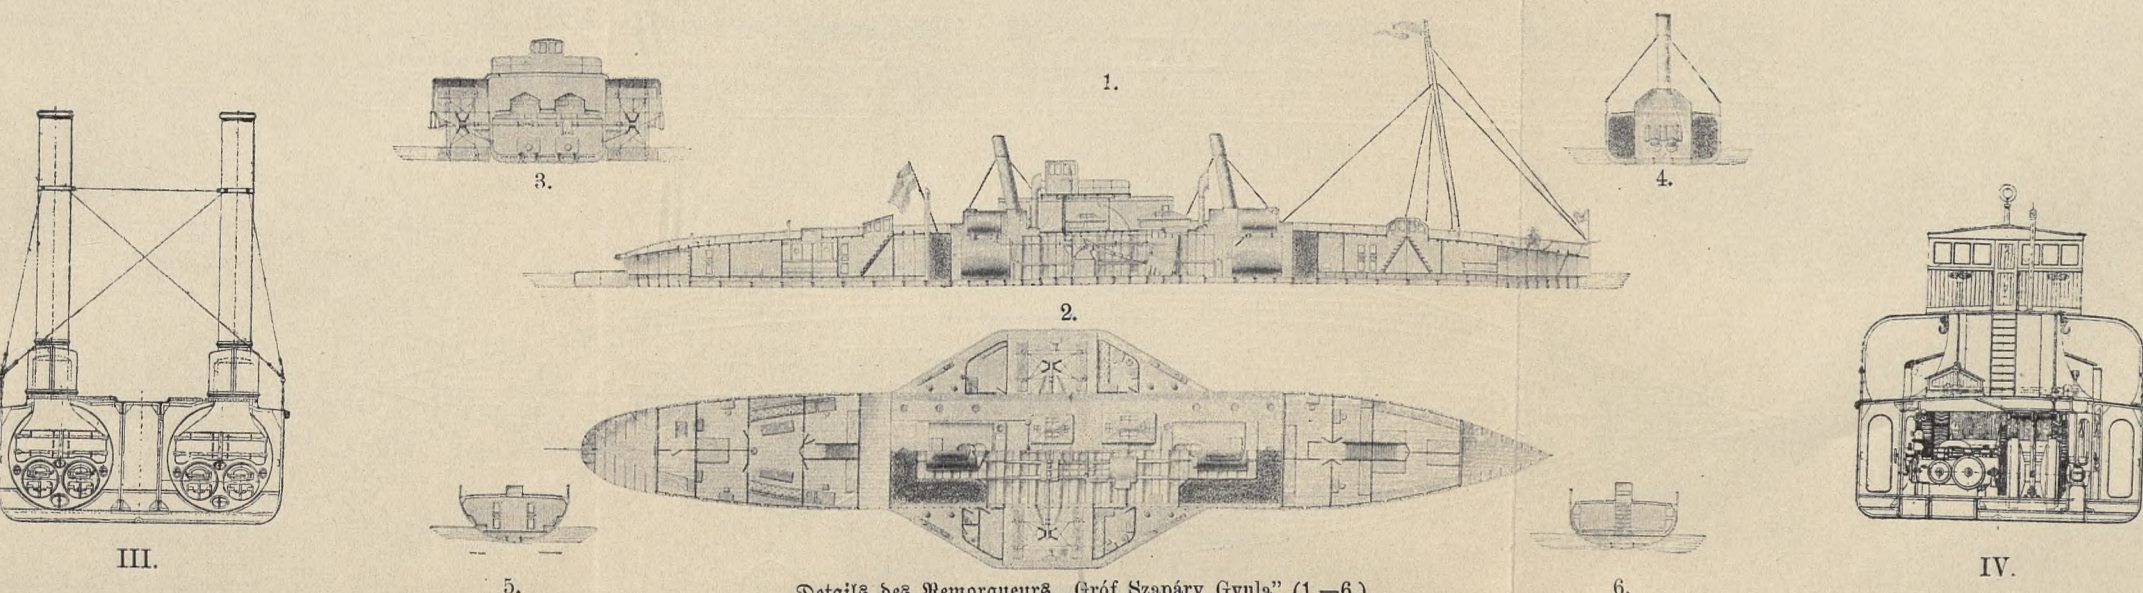 1.
3.
4.
2.
III.
IV.
5.
Details des Remorqueurs „Gróf Szapáry Gyula” (1.—6.)
6.